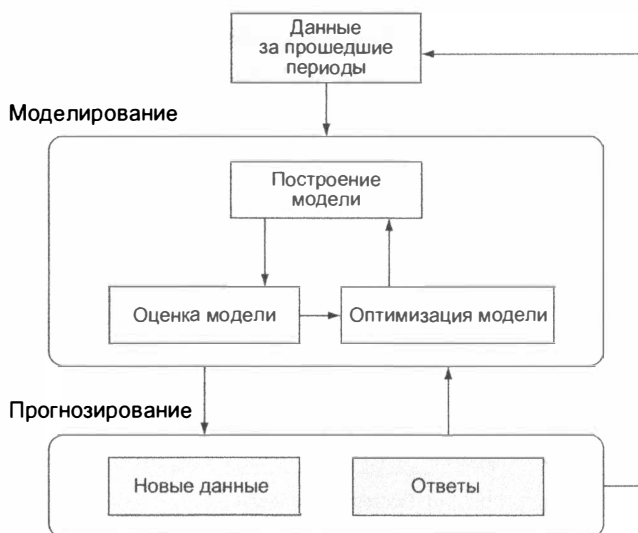 Данные
за прошедшие
периоды
Моделирование
Построение
модели
Оценка модели
Оптимизация модели
Прогнозирование
Новые данные
Ответы